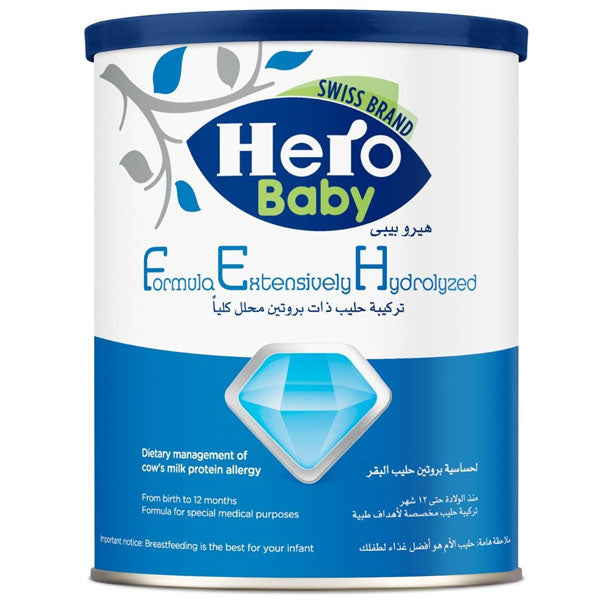 SWISS BRAND
Hero
Baby
هيرو بيبى
Formula Extensively Hydrolyzed
تركيبة حليب ذات بروتين محلل كلياً
Dietary management of
cow's milk protein allergy
لحساسية بروتين حليب البقر
From birth to 12 months
Formula for special medical purposes
منذ الولادة حتى ١٢ شهر
تركيبة حليب مخصصة لأهداف طبية
Important notice: Breastfeeding is the best for your infant
ملاحظة هامة: حليب الأم هو أفضل غذاء لطفلك